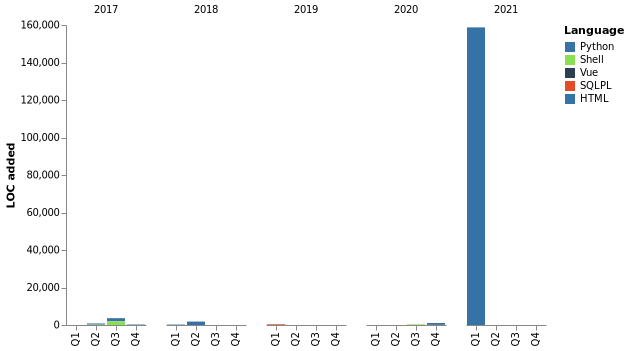 2017 2018 2019 2020 2021
Language
Python
Shell
Vue
SQLPL
HTML
LOC added
160,000
140,000
120,000
100,000
80,000
60,000
40,000
20,000
0
Q1 Q2 Q3 Q4 Q1 Q2 Q3 Q4 Q1 Q2 Q3 Q4 Q1 Q2 Q3 Q4 Q1 Q2 Q3 Q4